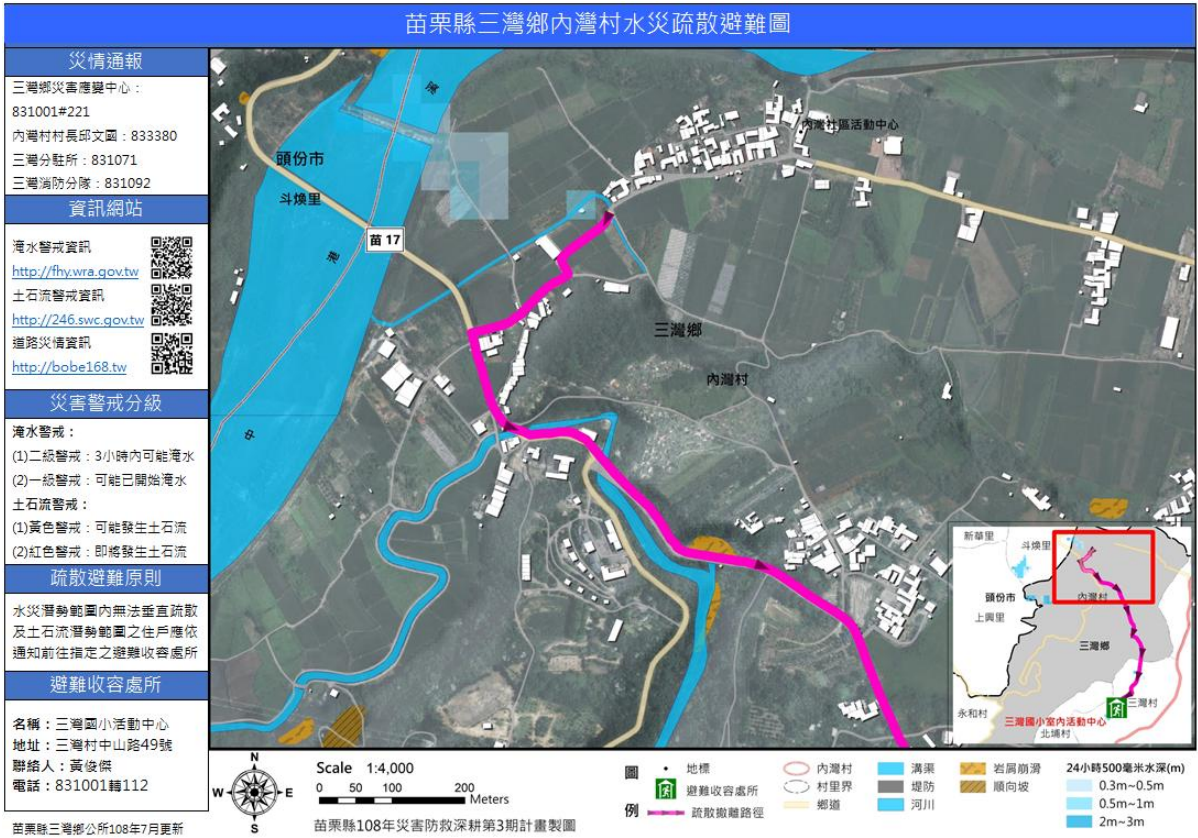 苗栗縣三灣鄉內灣村水災疏散避難圖
災情通報
三灣鄉災害應變中心：
831001#221
內灣村村長邱文國：833380
三灣分駐所：831071
三灣消防分隊：831092
資訊網站
淹水警戒資訊
http://fhy.wra.gov.tw
土石流警戒資訊
http://246.swc.gov.tw
道路災情資訊
http://bobe168.tw
災害警戒分級
淹水警戒：
(1)二級警戒：3小時內可能淹水
(2)一級警戒：可能已開始淹水
土石流警戒：
(1)黃色警戒：可能發生土石流
(2)紅色警戒：即將發生土石流
疏散避難原則
水災潛勢範圍內無法垂直疏散
及土石流潛勢範圍之住戶應依
通知前往指定之避難收容處所
避難收容處所
名稱：三灣國小活動中心
地址：三灣村中山路49號
聯絡人：黃俊傑
電話：831001轉112
苗栗縣三灣鄉公所108年7月更新
溪
內灣社區活動中心
頭份市
斗煥里
苗 17
港
三灣鄉
內灣村
中
新華里
斗煥里
頭份市
內灣村
上興里
三灣鄉
永和村
三灣村
三灣國小室內活動中心
北埔村
N
W
E
S
Scale 1:4,000
0 50 100 200
Meters
苗栗縣108年災害防救深耕第3期計畫製圖
圖
例
地標
避難收容處所
疏散撤離路徑
內灣村
村里界
鄉道
溝渠
堤防
河川
岩屑崩滑
順向坡
24小時500毫米水深(m)
0.3m~0.5m
0.5m~1m
2m~3m